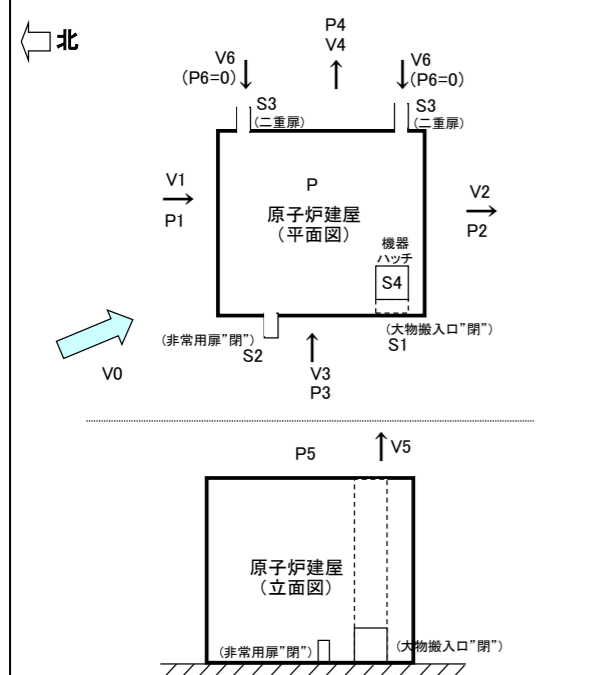 北
P4
V4
V6
(P6=0)
V6
(P6=0)
S3
(二重扉)
S3
(二重扉)
V1
P1
P
原子炉建屋
(平面図)
V2
P2
機器
ハッチ
S4
(非常用扉”閉”)
S2
(大物搬入口”閉”)
S1
V0
V3
P3
P5
V5
原子炉建屋
(立面図)
(非常用扉”閉”)
(大物搬入口”閉”)